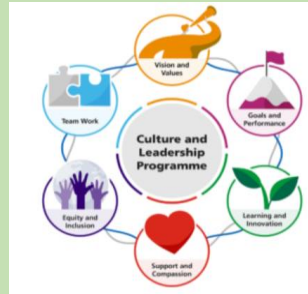 Vision and
Values
Team Work
Goals and
Performance
Culture and
Leadership
Programme
Equity and
Inclusion
Learning and
Innovation
Support and
Compassion